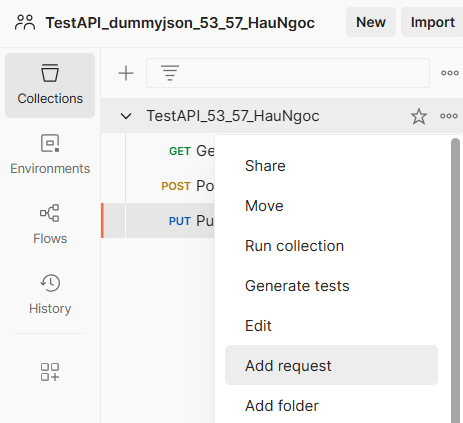 TestAPI_dummyjson_53_57_HauNgoc New Import
Collections
TestAPI_53_57_HauNgoc
GET Ge
Share
Environments
POST Po
Move
PUT Pu
Run collection
Flows
Generate tests
History
Edit
Add request
Add folder